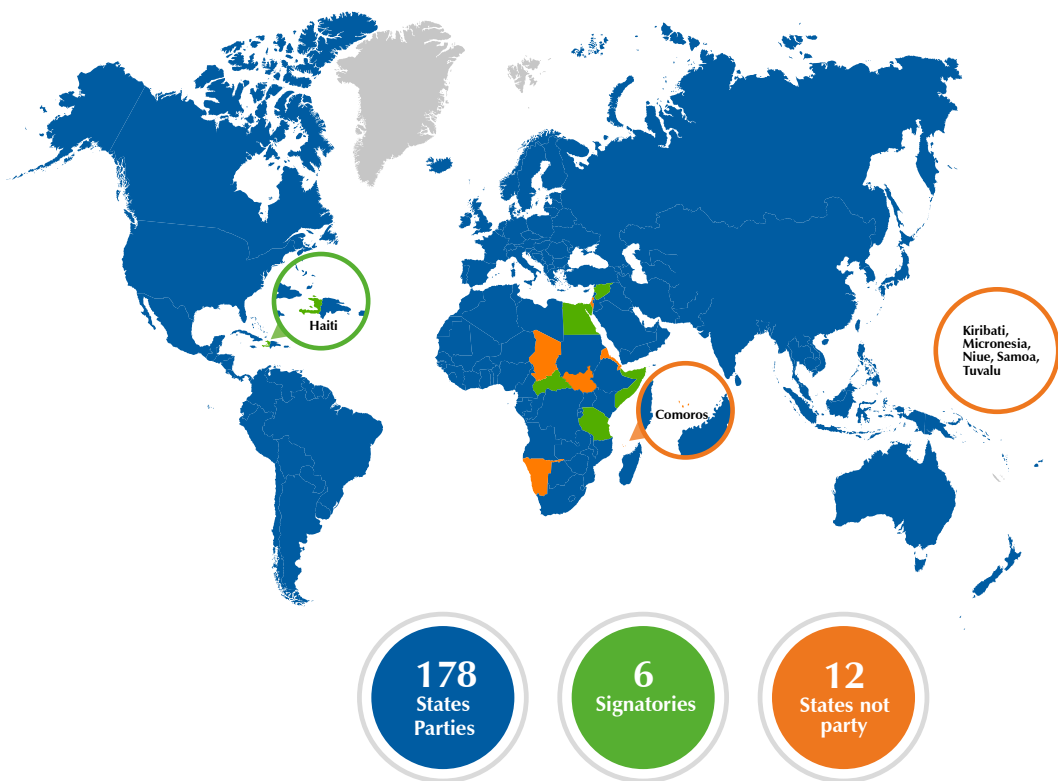 Haiti
Kiribati,
Micronesia,
Niue, Samoa,
Tuvalu
Comoros
178
States
Parties
6
Signatories
12
States not
party